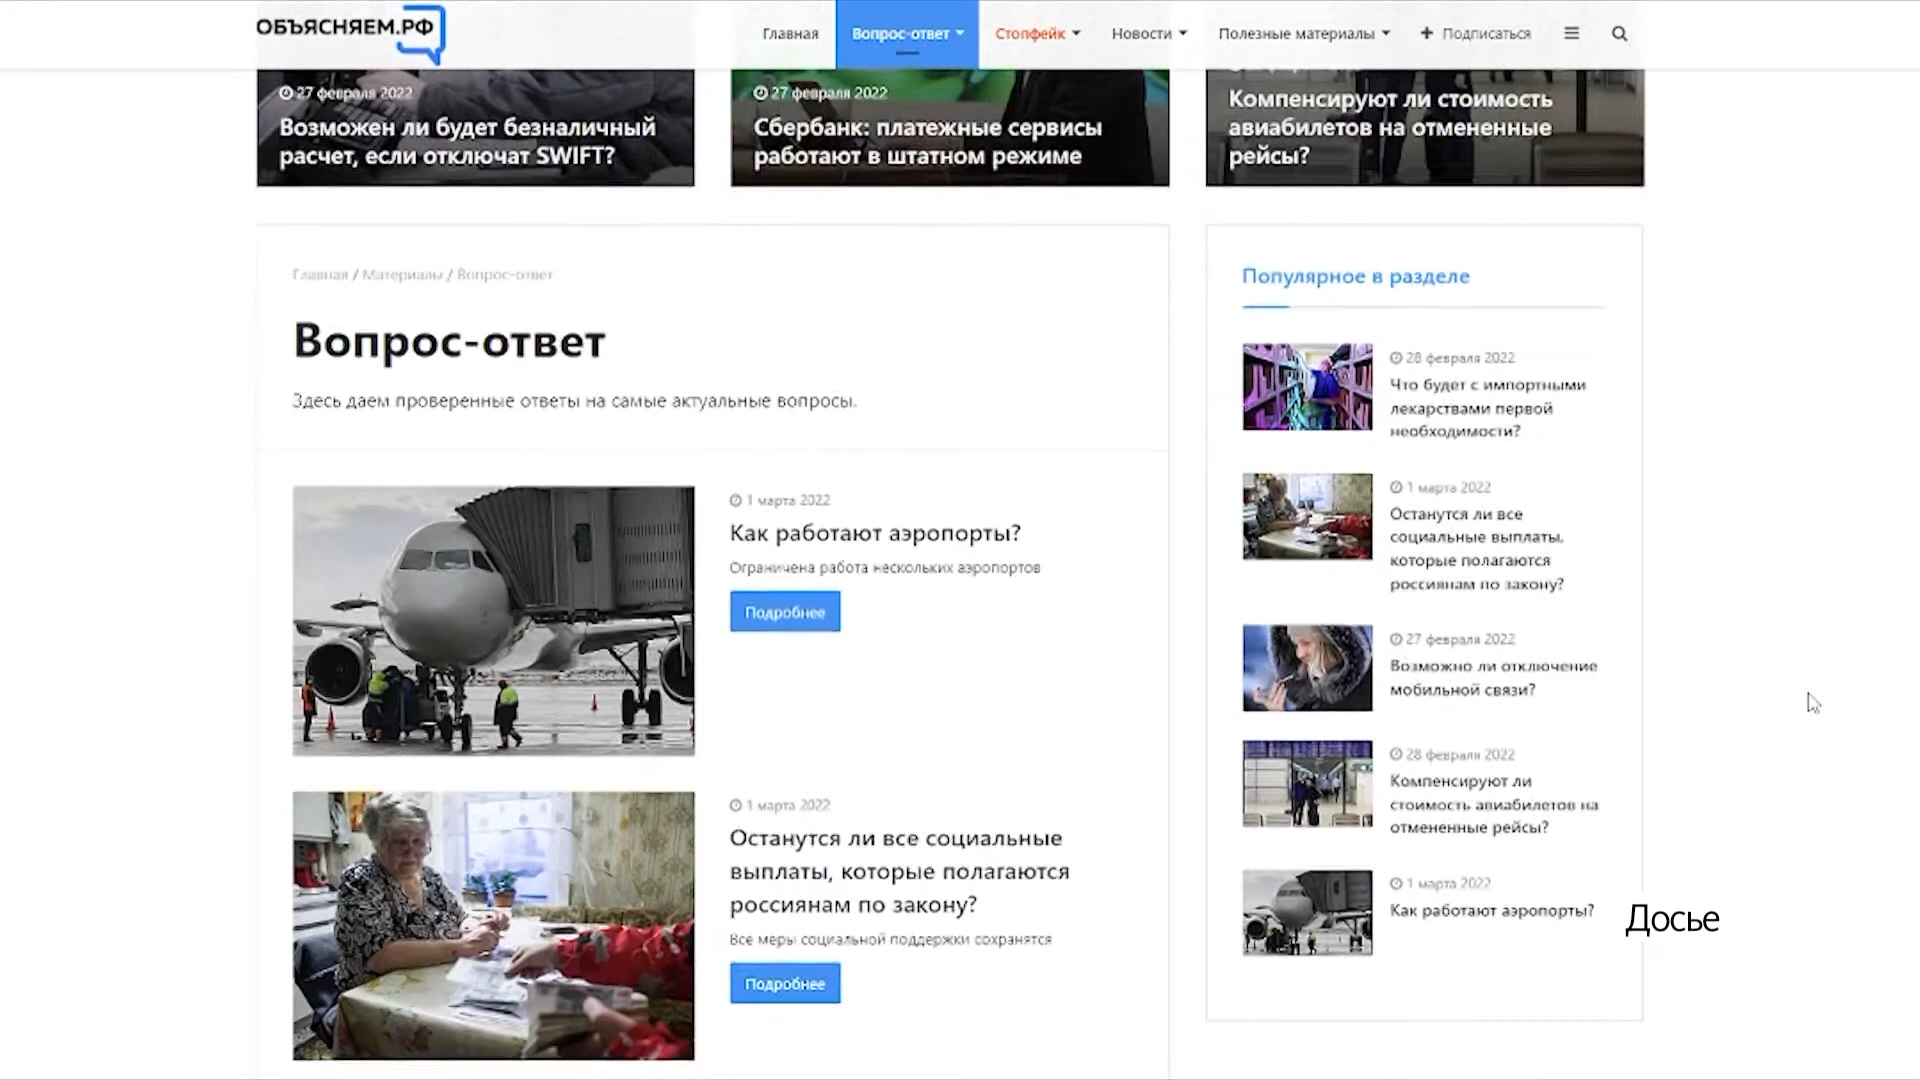 ОБЪЯСНЯЕМ.РФ
Главная
Вопрос-ответ
Стопфейк
Новости
Полезные материалы
Подписаться
27 февраля 2022
Возможен ли будет безналичный
расчет, если отключат SWIFT?
27 февраля 2022
Сбербанк: платежные сервисы
работают в штатном режиме
Компенсируют ли стоимость
авиабилетов на отмененные
рейсы?
Главная / Материалы / Вопрос-ответ
Вопрос-ответ
Здесь даем проверенные ответы на самые актуальные вопросы.
1 марта 2022
Как работают аэропорты?
Ограничена работа нескольких аэропортов
Подробнее
1 марта 2022
Останутся ли все социальные
выплаты, которые полагаются
россиянам по закону?
Все меры социальной поддержки сохранятся
Подробнее
Популярное в разделе
28 февраля 2022
Что будет с импортными
лекарствами первой
необходимости?
1 марта 2022
Останутся ли все
социальные выплаты,
которые полагаются
россиянам по закону?
27 февраля 2022
Возможно ли отключение
мобильной связи?
28 февраля 2022
Компенсируют ли
стоимость авиабилетов на
отмененные рейсы?
1 марта 2022
Как работают аэропорты?
Досье